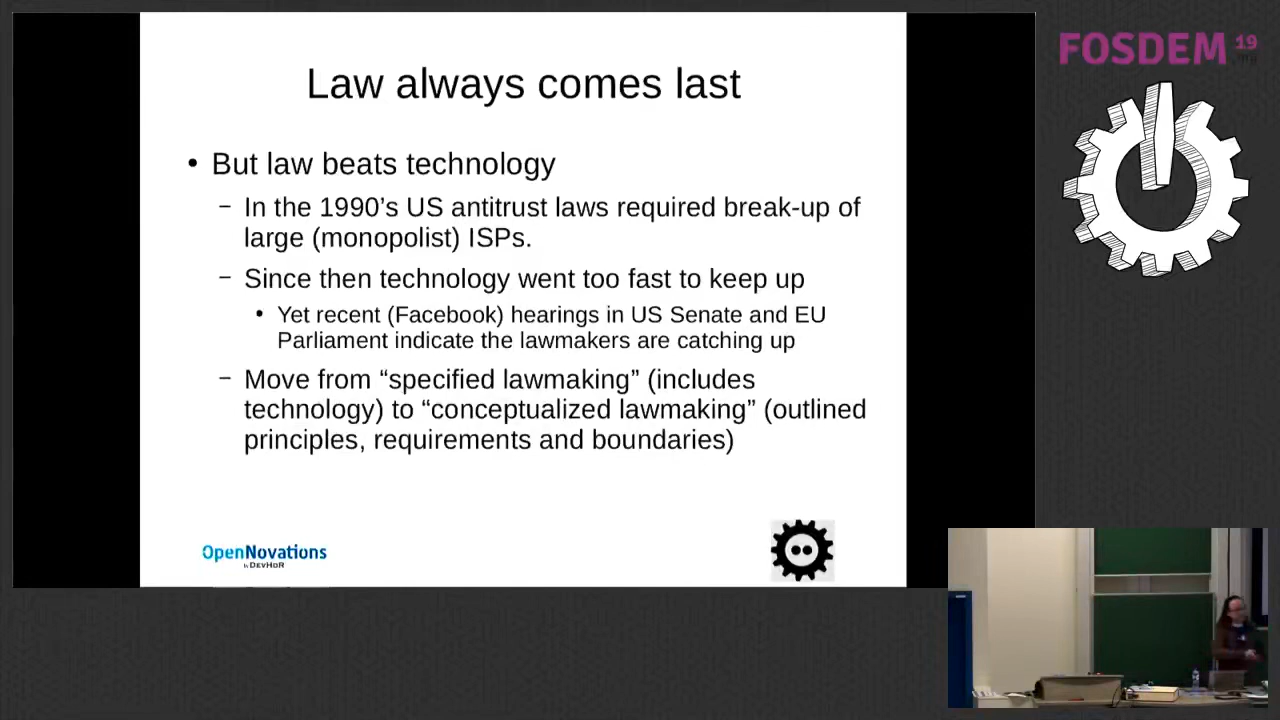 FOSDEM 19
.org
Law always comes last
• But law beats technology
– In the 1990’s US antitrust laws required break-up of
large (monopolist) ISPs.
– Since then technology went too fast to keep up
• Yet recent (Facebook) hearings in US Senate and EU
Parliament indicate the lawmakers are catching up
– Move from “specified lawmaking” (includes
technology) to “conceptualized lawmaking” (outlined
principles, requirements and boundaries)
OpenNovations
by DEVHDR